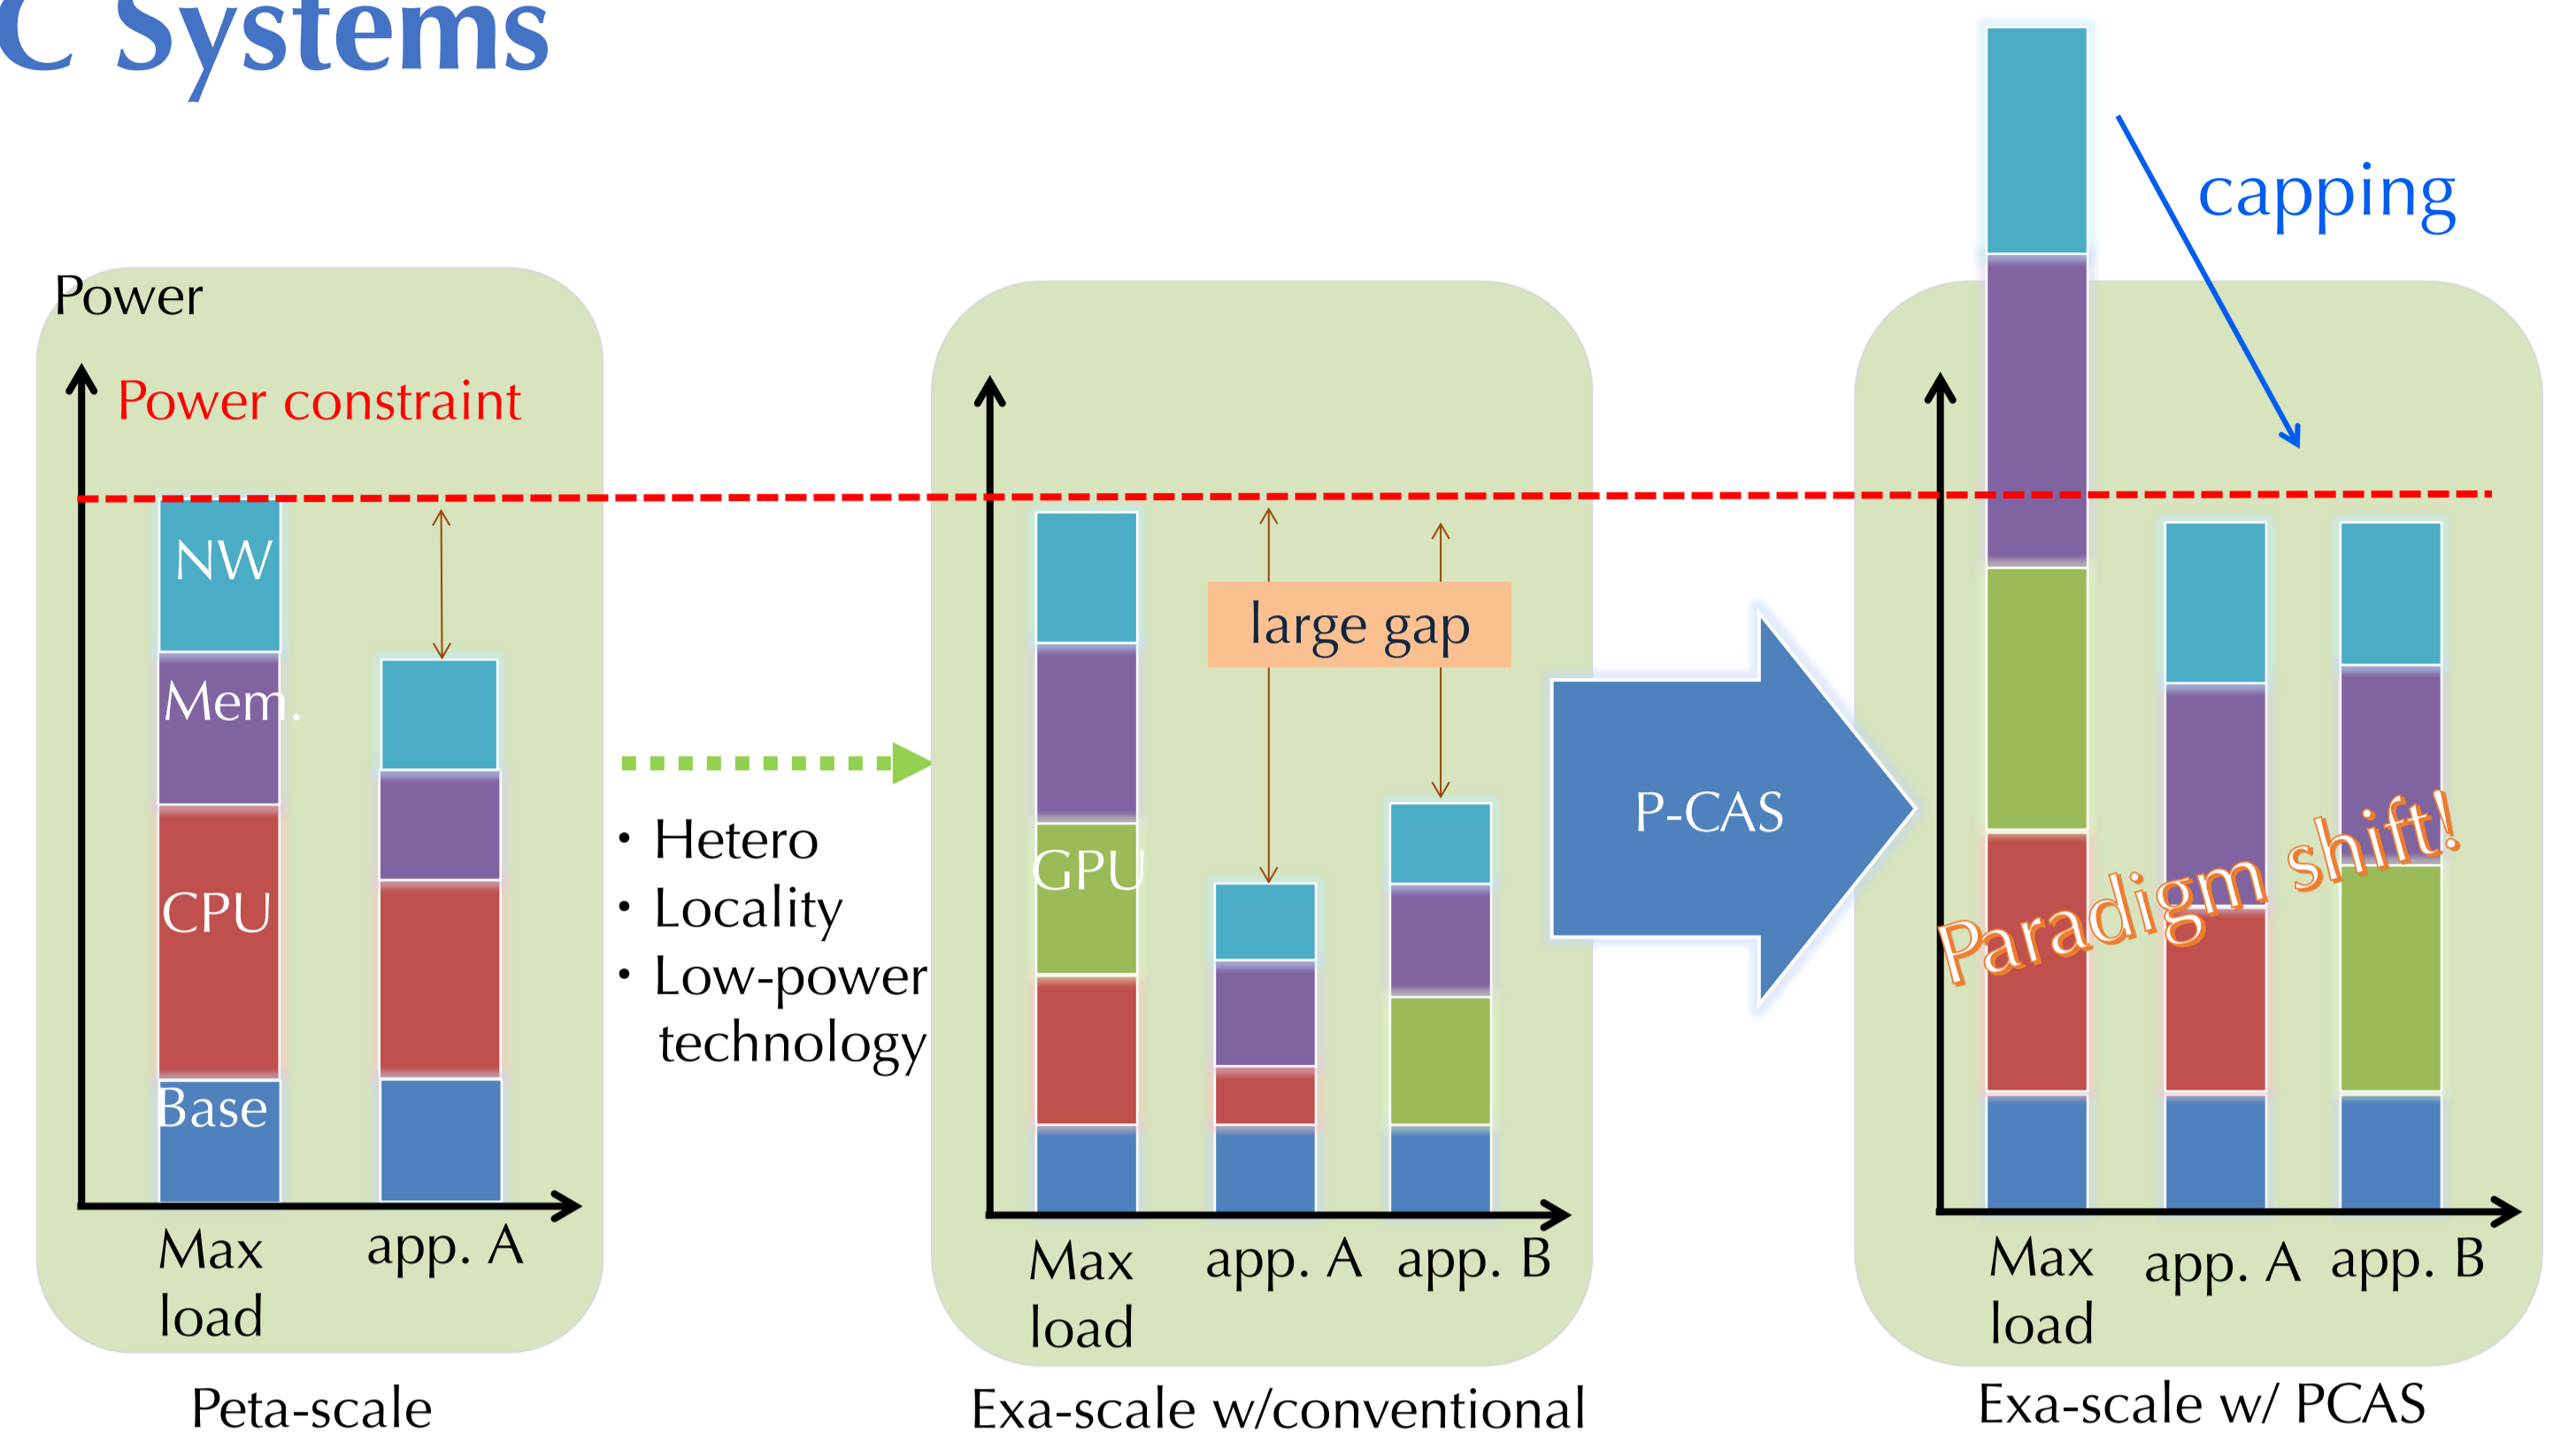 C Systems
capping
Power
Power constraint
NW
Mem.
CPU
Base
Max
load
app. A
Peta-scale
• Hetero
• Locality
• Low-power
technology
large gap
GPU
Max
load
app. A
app. B
Exa-scale w/conventional
P-CAS
Paradigm shift!
Max
load
app. A
app. B
Exa-scale w/ PCAS